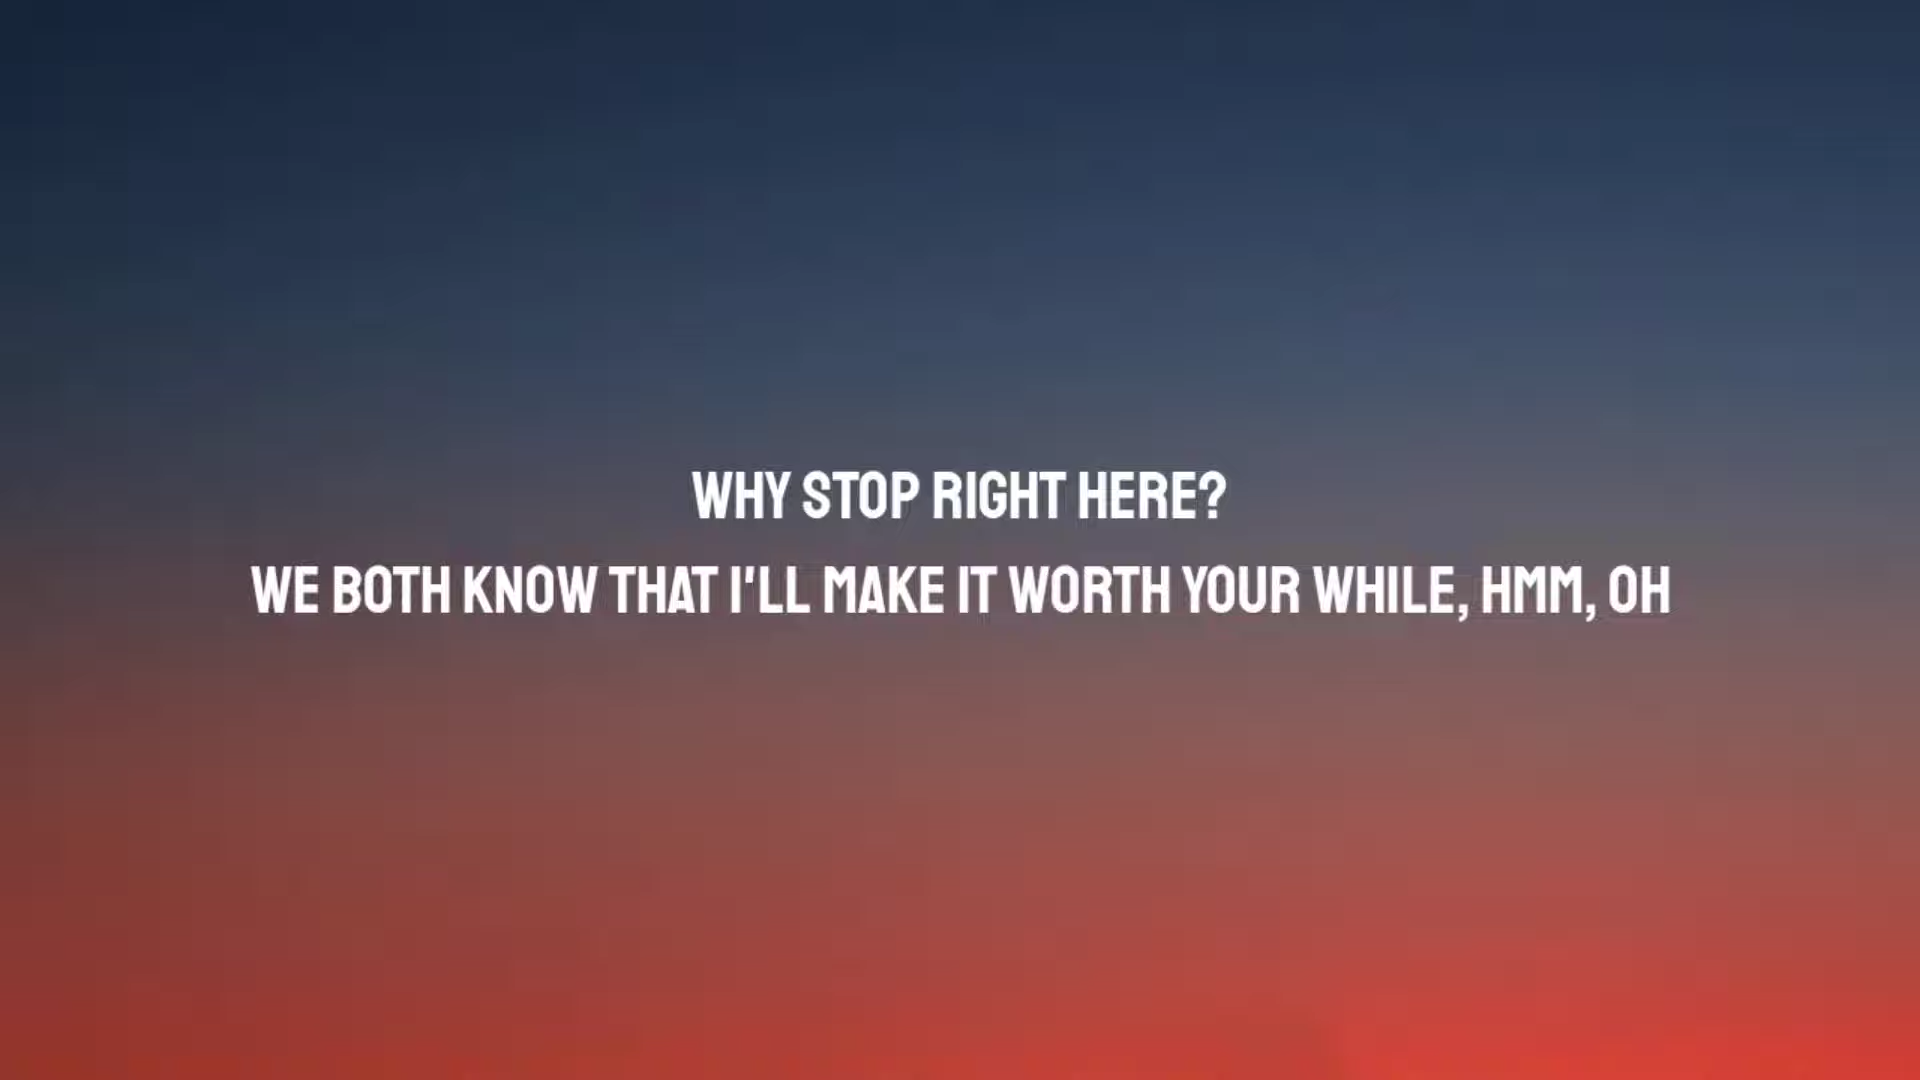 WHY STOP RIGHT HERE?
WE BOTH KNOW THAT I'LL MAKE IT WORTH YOUR WHILE, HMM, OH